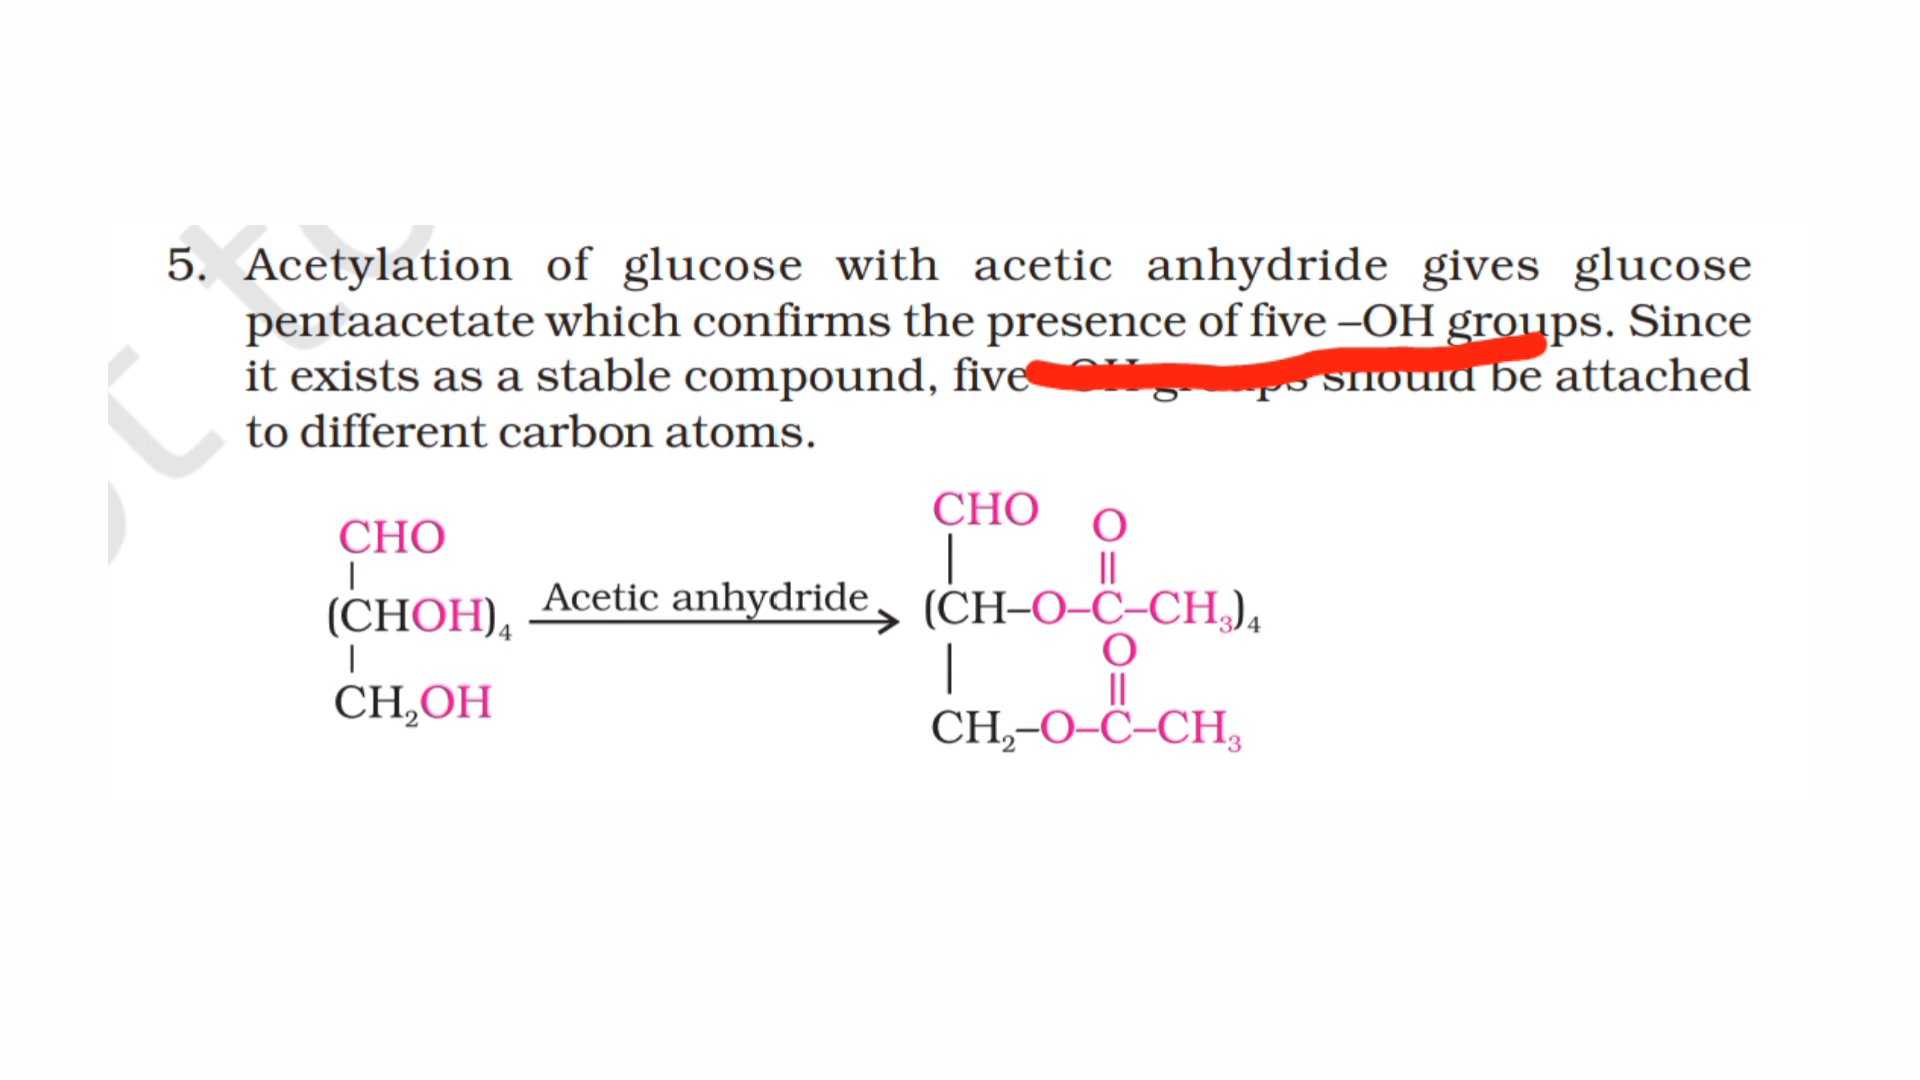 5. Acetylation of glucose with acetic anhydride gives glucose
pentaacetate which confirms the presence of five –OH groups. Since
it exists as a stable compound, five should be attached
to different carbon atoms.
CHO
(CHOH)₄
CH₂OH
Acetic anhydride
CHO
O
(CH–O–C–CH₃)₄
O
CH₂–O–C–CH₃